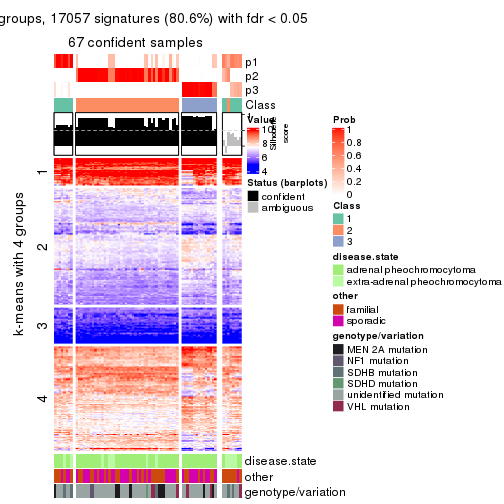 groups, 17057 signatures (80.6%) with fdr < 0.05
67 confident samples
p1
p2
p3
Class
Silhouette
score
1
2
3
4
k-means with 4 groups
disease.state
other
genotype/variation
Value
10
8
6
4
Status (barplots)
confident
ambiguous
Prob
1
0.8
0.6
0.4
0.2
0
Class
1
2
3
disease.state
adrenal pheochromocytoma
extra-adrenal pheochromocytoma
other
familial
sporadic
genotype/variation
MEN 2A mutation
NF1 mutation
SDHB mutation
SDHD mutation
unidentified mutation
VHL mutation